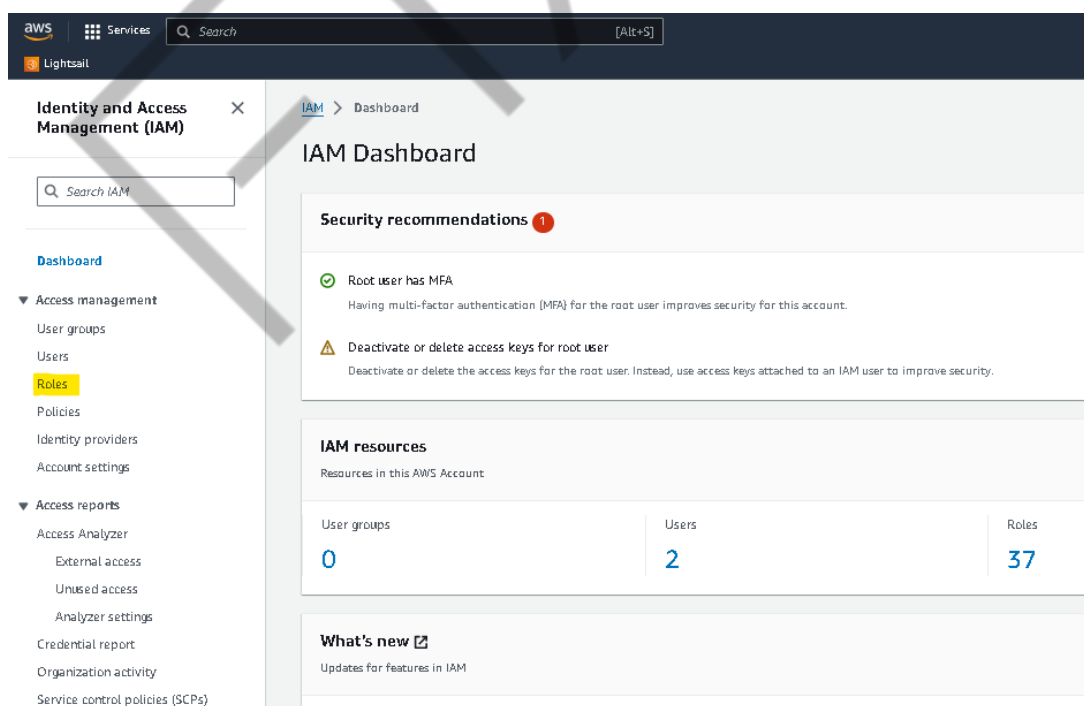 aws
Services
Search
[Alt+S]
Lightsail
Identity and Access
Management (IAM)
Search IAM
Dashboard
Access management
User groups
Users
Roles
Policies
Identity providers
Account settings
Access reports
Access Analyzer
External access
Unused access
Analyzer settings
Credential report
Organization activity
Service control policies (SCPs)
IAM > Dashboard
IAM Dashboard
Security recommendations 1
Root user has MFA
Having multi-factor authentication (MFA) for the root user improves security for this account.
Deactivate or delete access keys for root user
Deactivate or delete the access keys for the root user. Instead, use access keys attached to an IAM user to improve security.
IAM resources
Resources in this AWS Account
User groups
0
Users
2
Roles
37
What's new
Updates for features in IAM